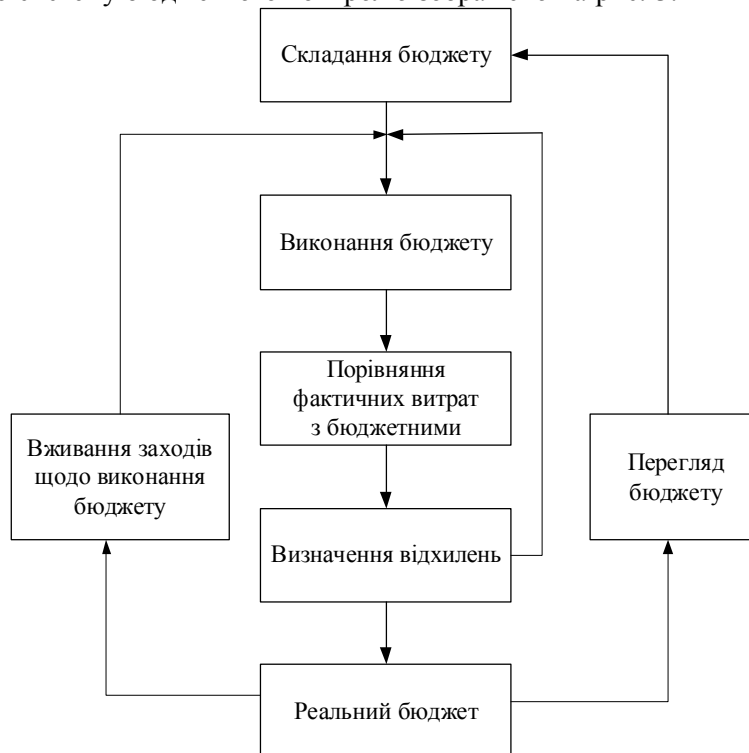 Складання бюджету
Виконання бюджету
Порівняння
фактичних витрат
з бюджетними
Вживання заходів
щодо виконання
бюджету
Перегляд
бюджету
Визначення відхилень
Реальний бюджет